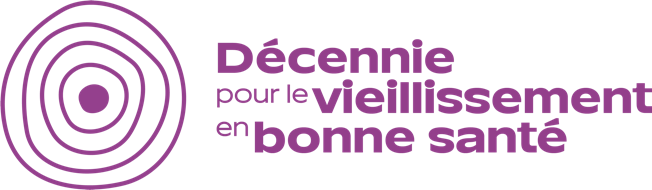 Décennie
pour le vieillissement
en bonne santé